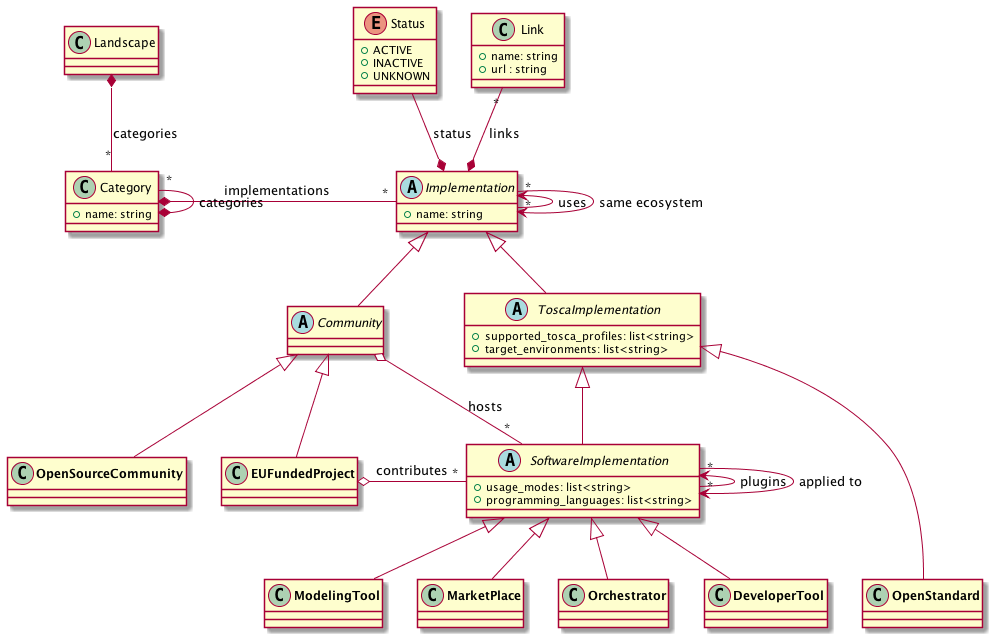 E Status
ACTIVE
INACTIVE
UNKNOWN
C Link
name: string
url : string
C Landscape
categories
*
status
*
links
C Category
name: string
*
categories
implementations
*
A Implementation
name: string
*
*
uses
same ecosystem
A Community
A ToscaImplementation
supported_tosca_profiles: list<string>
target_environments: list<string>
hosts
*
C OpenSourceCommunity
C EUFundedProject
contributes
*
A SoftwareImplementation
usage_modes: list<string>
programming_languages: list<string>
*
*
plugins
applied to
C ModelingTool
C MarketPlace
C Orchestrator
C DeveloperTool
C OpenStandard